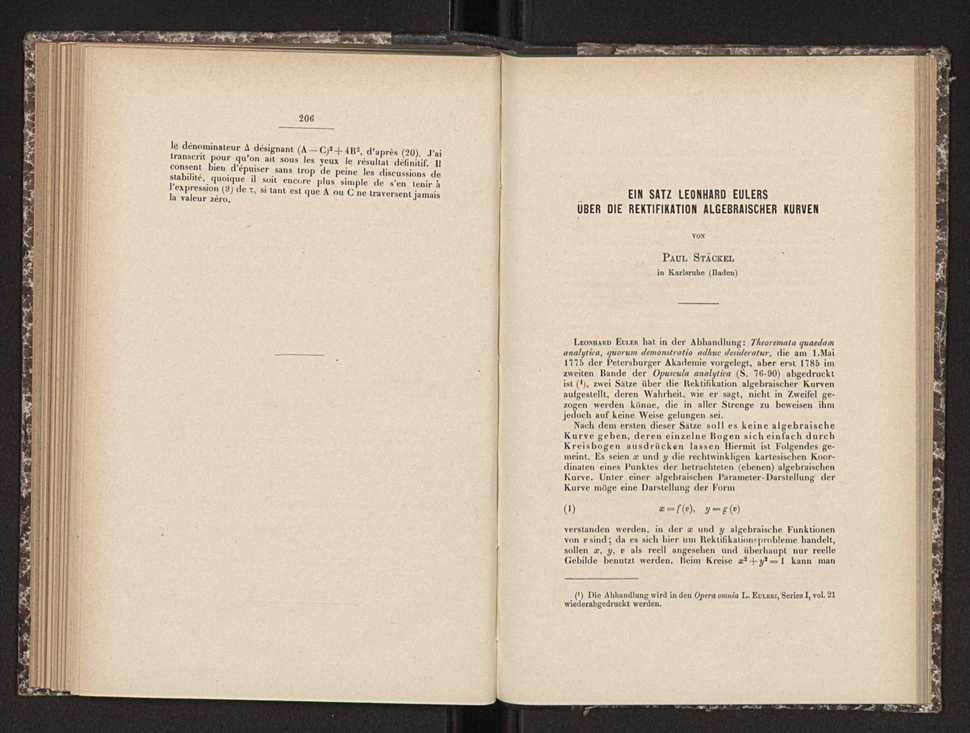 206
le dénominateur Δ désignant (A — C)² + 4B², d'après (20). J'ai
transcrit pour qu'on ait sous les yeux le résultat définitif. Il
consent bien d'épuiser sans trop de peine les discussions de
stabilité, quoique il soit encore plus simple de s'en tenir à
l'expression (9) de τ, si tant est que A ou C ne traversent jamais
la valeur zéro.
EIN SATZ LEONHARD EULERS
ÜBER DIE REKTIFIKATION ALGEBRAISCHER KURVEN
VON
PAUL STÄCKEL
in Karlsruhe (Baden)
LEONHARD EULER hat in der Abhandlung: Theoremata quaedam
analytica, quorum demonstratio adhuc desideratur, die am 1.Mai
1775 der Petersburger Akademie vorgelegt, aber erst 1785 im
zweiten Bande der Opuscula analytica (S. 76-90) abgedruckt
ist (¹), zwei Sätze über die Rektifikation algebraischer Kurven
aufgestellt, deren Wahrheit, wie er sagt, nicht in Zweifel ge-
zogen werden könne, die in aller Strenge zu beweisen ihm
jedoch auf keine Weise gelungen sei.
Nach dem ersten dieser Sätze soll es keine algebraische
Kurve geben, deren einzelne Bogen sich einfach durch
Kreisbogen ausdrücken lassen Hiermit ist Folgendes ge-
meint. Es seien x und y die rechtwinkligen kartesischen Koor-
dinaten eines Punktes der betrachteten (ebenen) algebraischen
Kurve. Unter einer algebraischen Parameter-Darstellung der
Kurve möge eine Darstellung der Form
(1) x = f (v), y = g (v)
verstanden werden, in der x und y algebraische Funktionen
von v sind; da es sich hier um Rektifikationsprobleme handelt,
sollen x, y, v als reell angesehen und überhaupt nur reelle
Gebilde benutzt werden. Beim Kreise x² + y² = 1 kann man
(¹) Die Abhandlung wird in den Opera omnia L. EULERI, Series I, vol. 21
wiederabgedruckt werden.